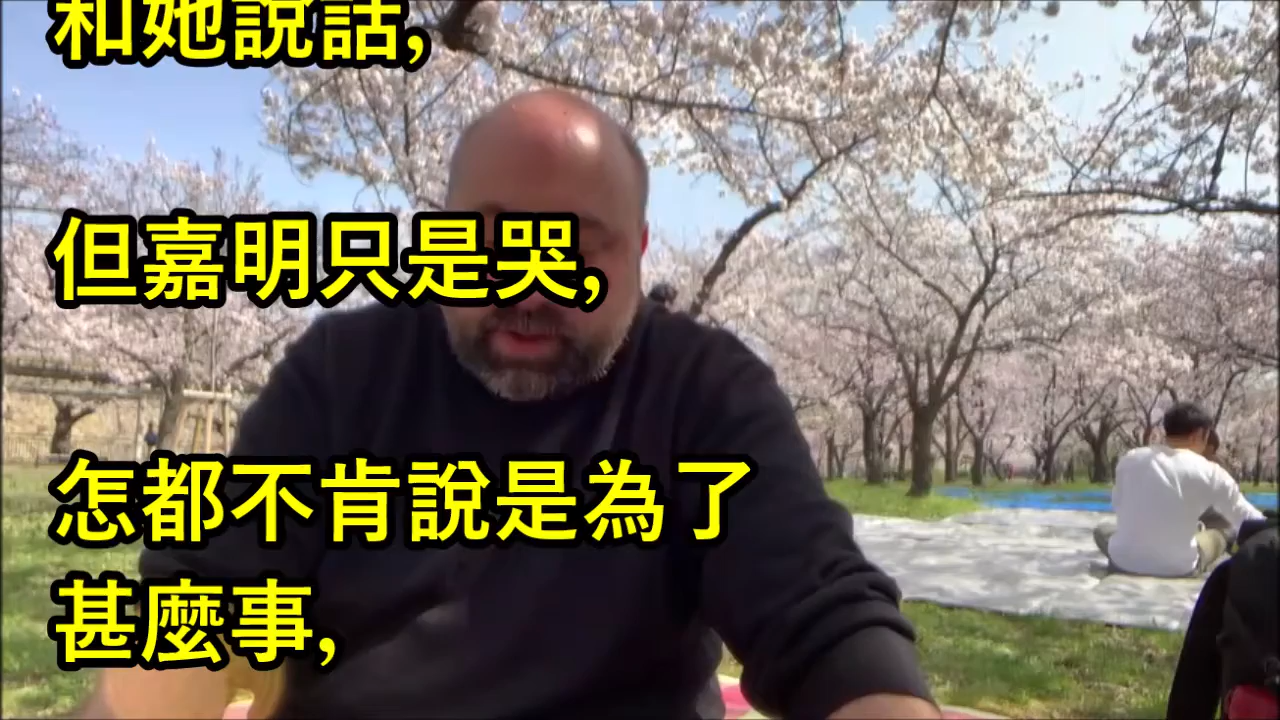 和她說話,
但嘉明只是哭,
怎都不肯說是為了
甚麼事,